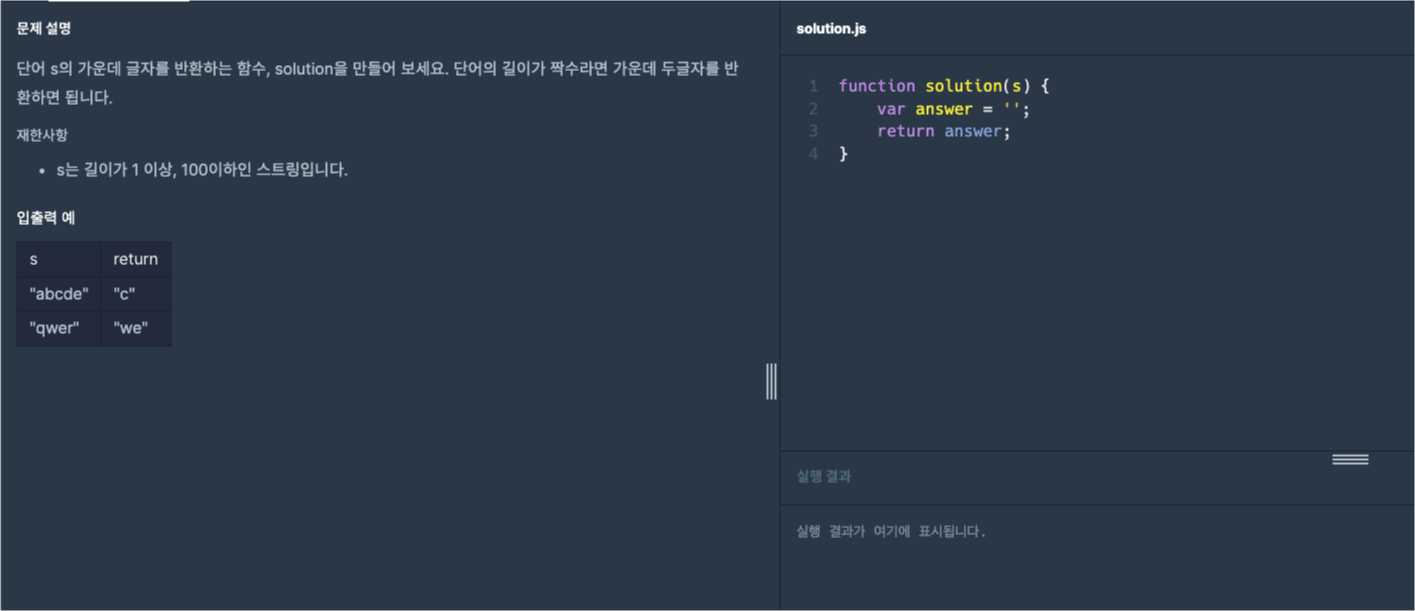 문제 설명
단어 s의 가운데 글자를 반환하는 함수, solution을 만들어 보세요. 단어의 길이가 짝수라면 가운데 두글자를 반
환하면 됩니다.
재한사항
• s는 길이가 1 이상, 100이하인 스트링입니다.
입출력 예
s return
"abcde" "c"
"qwer" "we"
solution.js
1 function solution(s) {
2     var answer = '';
3     return answer;
4 }
실행 결과
실행 결과가 여기에 표시됩니다.